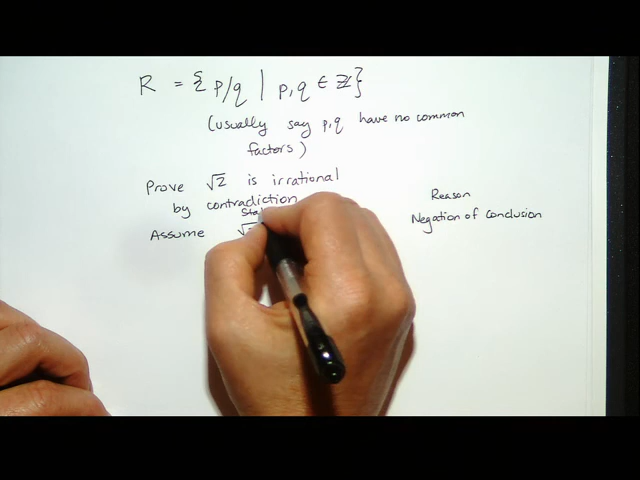 R = { p/q | p,q ∈ ℤ }
(usually say p,q have no common
factors)
Prove √2 is irrational
by contradiction
Reason
Negation of Conclusion
Assume